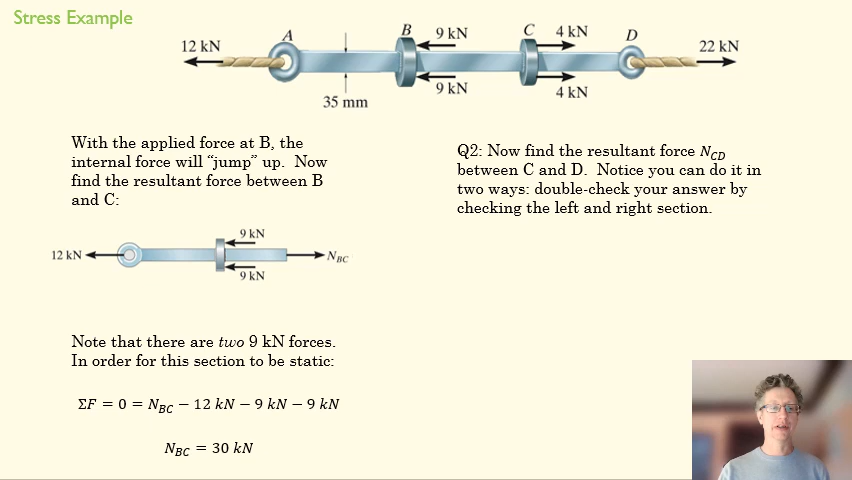 Stress Example
12 kN
A
B
9 kN
C
4 kN
D
22 kN
35 mm
9 kN
4 kN
With the applied force at B, the
internal force will “jump” up. Now
find the resultant force between B
and C:
9 kN
12 kN
NBC
9 kN
Note that there are two 9 kN forces.
In order for this section to be static:
ΣF = 0 = NBC − 12 kN − 9 kN − 9 kN
NBC = 30 kN
Q2: Now find the resultant force NCD
between C and D. Notice you can do it in
two ways: double-check your answer by
checking the left and right section.